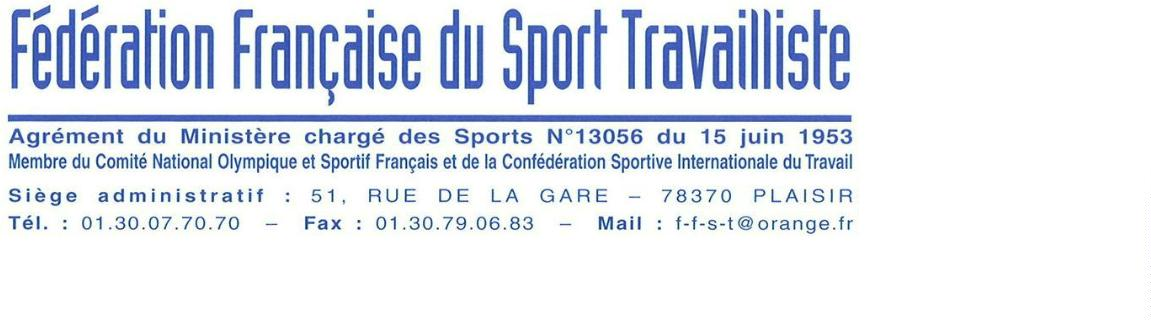 Fédération Française du Sport Travailliste
Agrément du Ministère chargé des Sports N°13056 du 15 juin 1953
Membre du Comité National Olympique et Sportif Français et de la Confédération Sportive Internationale du Travail
Siège administratif : 51, RUE DE LA GARE – 78370 PLAISIR
Tél. : 01.30.07.70.70 – Fax : 01.30.79.06.83 – Mail : f-f-s-t@orange.fr